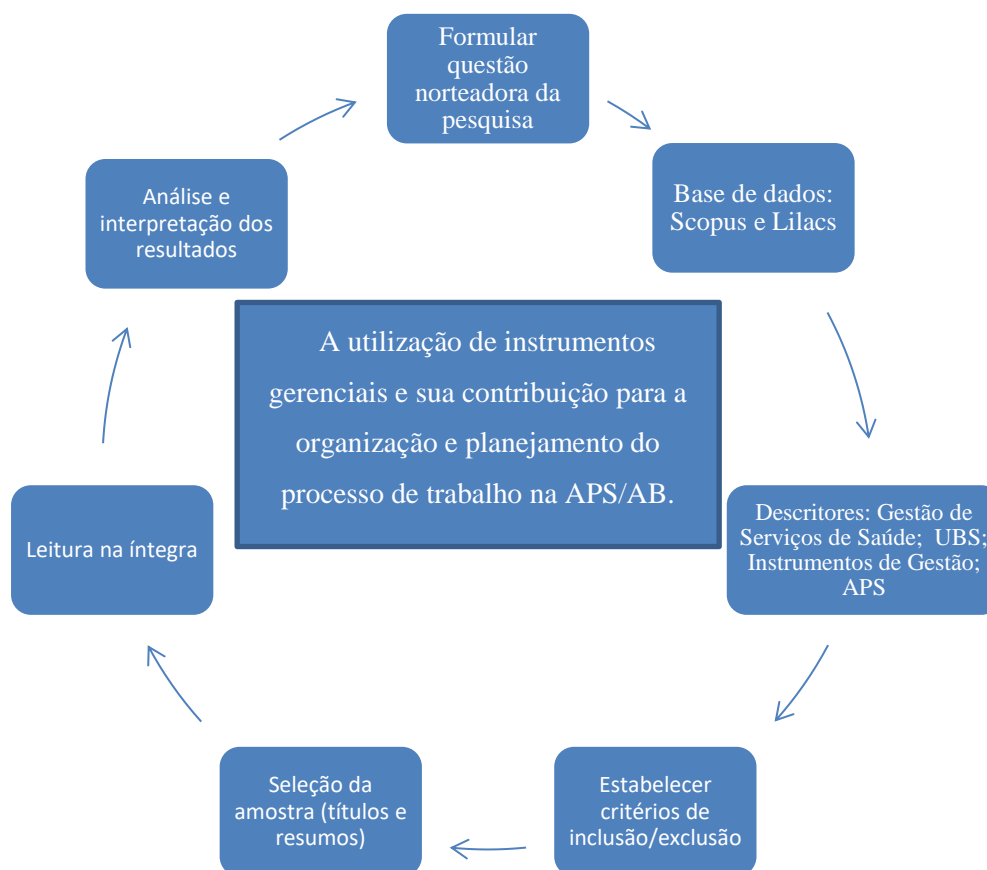 Formular
questão
norteadora da
pesquisa
Base de dados:
Scopus e Lilacs
Descritores: Gestão de
Serviços de Saúde; UBS;
Instrumentos de Gestão;
APS
Estabelecer
critérios de
inclusão/exclusão
Seleção da
amostra (títulos e
resumos)
Leitura na íntegra
Análise e
interpretação dos
resultados
A utilização de instrumentos
gerenciais e sua contribuição para a
organização e planejamento do
processo de trabalho na APS/AB.